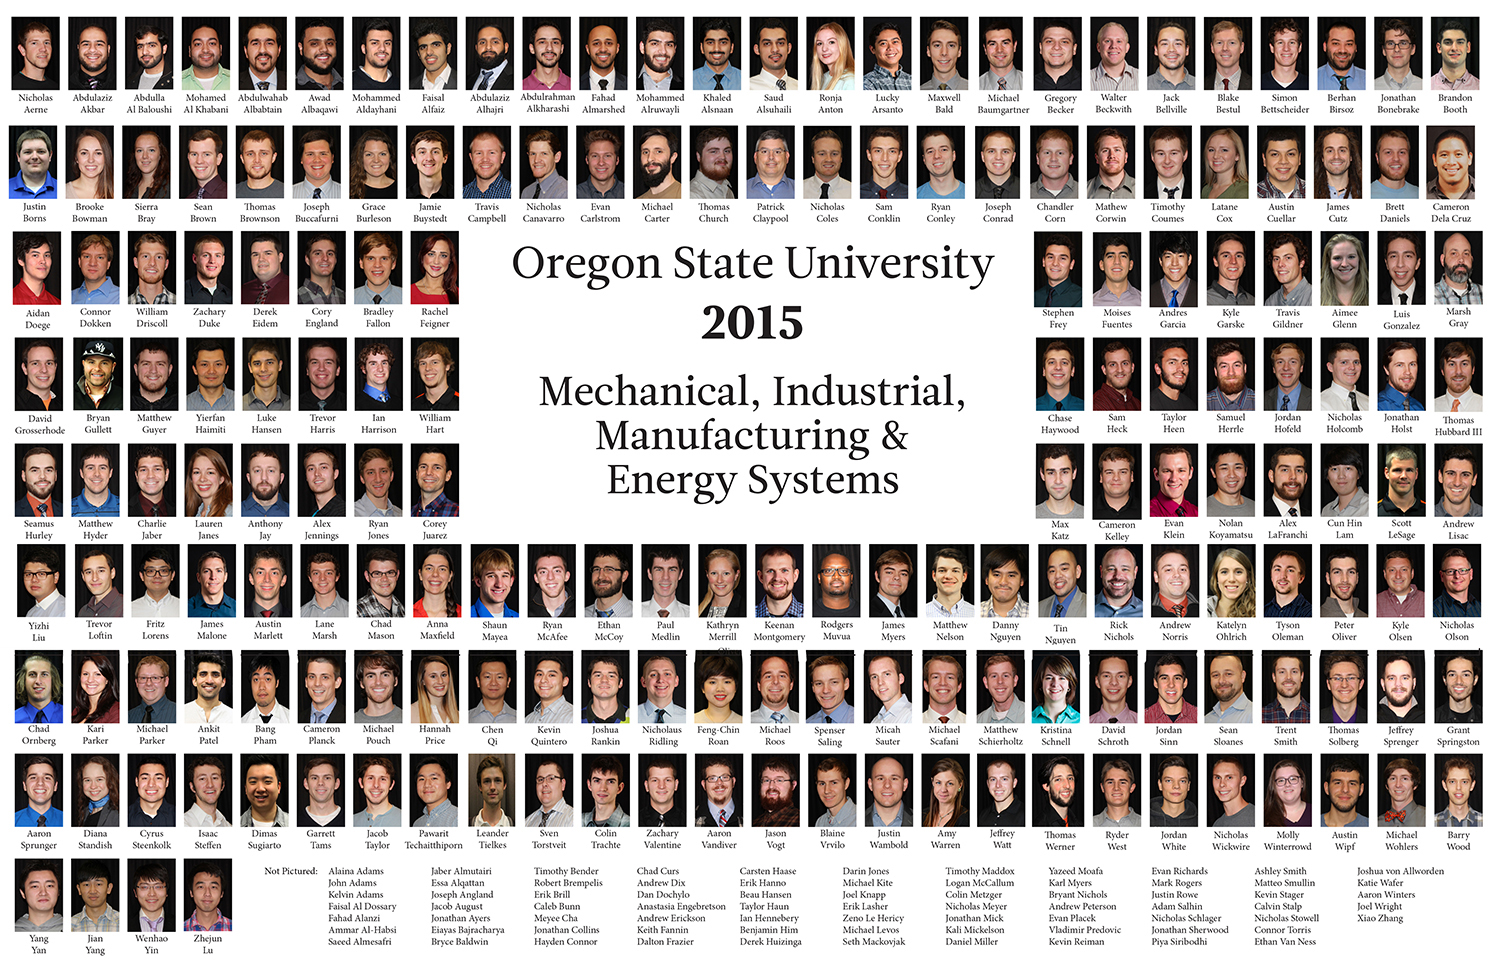 Nicholas Aerne
Abdulaziz Akbar
Abdulla Al Baloushi
Mohamed Al Khabani
Abdulwahab Albabtain
Awad Albaqawi
Mohammed Aldayhani
Faisal Alfaiz
Abdulaziz Alhajri
Abdulrahman Alkharashi
Fahad Almarshed
Mohammed Alruwayli
Khaled Alsnaan
Saud Alsuhaili
Ronja Anton
Lucky Arsanto
Maxwell Bald
Michael Baumgartner
Gregory Becker
Walter Beckwith
Jack Bellville
Blake Bestul
Simon Bettscheider
Berhan Birsoz
Jonathan Bonebrake
Brandon Booth
Justin Borns
Brooke Bowman
Sierra Bray
Sean Brown
Thomas Brownson
Joseph Buccafurni
Grace Burleson
Jamie Buystedt
Travis Campbell
Nicholas Canavarro
Evan Carlstrom
Michael Carter
Thomas Church
Patrick Claypool
Nicholas Coles
Sam Conklin
Ryan Conley
Joseph Conrad
Chandler Corn
Mathew Corwin
Timothy Coumes
Latane Cox
Austin Cuellar
James Cutz
Brett Daniels
Cameron Dela Cruz
Oregon State University
2015
Mechanical, Industrial,
Manufacturing &
Energy Systems
Aidan Doege
Connor Dokken
William Driscoll
Zachary Duke
Derek Eidem
Cory England
Bradley Fallon
Rachel Feigner
Stephen Frey
Moises Fuentes
Andres Garcia
Kyle Garske
Travis Gildner
Aimee Glenn
Luis Gonzalez
Marsh Gray
David Grosserhode
Bryan Gullett
Matthew Guyer
Yierfan Haimiti
Luke Hansen
Trevor Harris
Ian Harrison
William Hart
Chase Haywood
Sam Heck
Taylor Heen
Samuel Herrle
Jordan Hofeld
Nicholas Holcomb
Jonathan Holst
Thomas Hubbard III
Seamus Hurley
Matthew Hyder
Charlie Jaber
Lauren Janes
Anthony Jay
Alex Jennings
Ryan Jones
Corey Juarez
Max Katz
Cameron Kelley
Evan Klein
Nolan Koyamatsu
Alex LaFranchi
Cun Hin Lam
Scott LeSage
Andrew Lisac
Yizhi Liu
Trevor Loftin
Fritz Lorens
James Malone
Austin Marlett
Lane Marsh
Chad Mason
Anna Maxfield
Shaun Mayea
Ryan McAfee
Ethan McCoy
Paul Medlin
Kathryn Merrill
Keenan Montgomery
Rodgers Muvua
James Myers
Matthew Nelson
Danny Nguyen
Tin Nguyen
Rick Nichols
Andrew Norris
Katelyn Ohlrich
Tyson Oleman
Peter Oliver
Kyle Olsen
Nicholas Olson
Chad Ornberg
Kari Parker
Michael Parker
Ankit Patel
Bang Pham
Cameron Planck
Michael Pouch
Hannah Price
Chen Qi
Kevin Quintero
Joshua Rankin
Nicholaus Ridling
Feng-Chin Roan
Michael Roos
Spenser Saling
Micah Sauter
Michael Scafani
Matthew Schierholtz
Kristina Schnell
David Schroth
Jordan Sinn
Sean Sloanes
Trent Smith
Thomas Solberg
Jeffrey Sprenger
Grant Springston
Aaron Sprunger
Diana Standish
Cyrus Steenkolk
Isaac Steffen
Dimas Sugiarto
Garrett Tams
Jacob Taylor
Pawarit Techaitthiporn
Leander Tielkes
Sven Torstveit
Colin Trachte
Zachary Valentine
Aaron Vandiver
Jason Vogt
Blaine Vrvilo
Justin Wambold
Amy Warren
Jeffrey Watt
Thomas Werner
Ryder West
Jordan White
Nicholas Wickwire
Molly Winterrowd
Austin Wipf
Michael Wohlers
Barry Wood
Yang Yan
Jian Yang
Wenhao Yin
Zhejun Lu
Not Pictured:
Alaina Adams
John Adams
Kelvin Adams
Faisal Al Dossary
Fahad Alanzi
Ammar Al-Habsi
Saeed Almesafri
Jaber Almutairi
Essa Alqattan
Joseph Angland
Jacob August
Jonathan Ayers
Eiayas Bajracharya
Bryce Baldwin
Timothy Bender
Robert Brempelis
Erik Brill
Caleb Bunn
Meyee Cha
Jonathan Collins
Hayden Connor
Chad Curs
Andrew Dix
Dan Dochylo
Anastasia Engebretson
Andrew Erickson
Keith Fannin
Dalton Frazier
Carsten Haase
Erik Hanno
Beau Hansen
Taylor Haun
Ian Hennebery
Benjamin Him
Derek Huizinga
Darin Jones
Michael Kite
Joel Knapp
Erik Lasher
Zeno Le Hericy
Michael Levos
Seth Mackovjak
Timothy Maddox
Logan McCallum
Colin Metzger
Nicholas Meyer
Jonathan Mick
Kali Mickelson
Daniel Miller
Yazeed Moafa
Karl Myers
Bryant Nichols
Andrew Peterson
Evan Placek
Vladimir Predovic
Kevin Reiman
Evan Richards
Mark Rogers
Justin Rowe
Adam Salhin
Nicholas Schlager
Jonathan Sherwood
Piya Siribodhi
Ashley Smith
Matteo Smullin
Kevin Stager
Calvin Stalp
Nicholas Stowell
Connor Torris
Ethan Van Ness
Joshua von Allworden
Katie Wafer
Aaron Winters
Joel Wright
Xiao Zhang